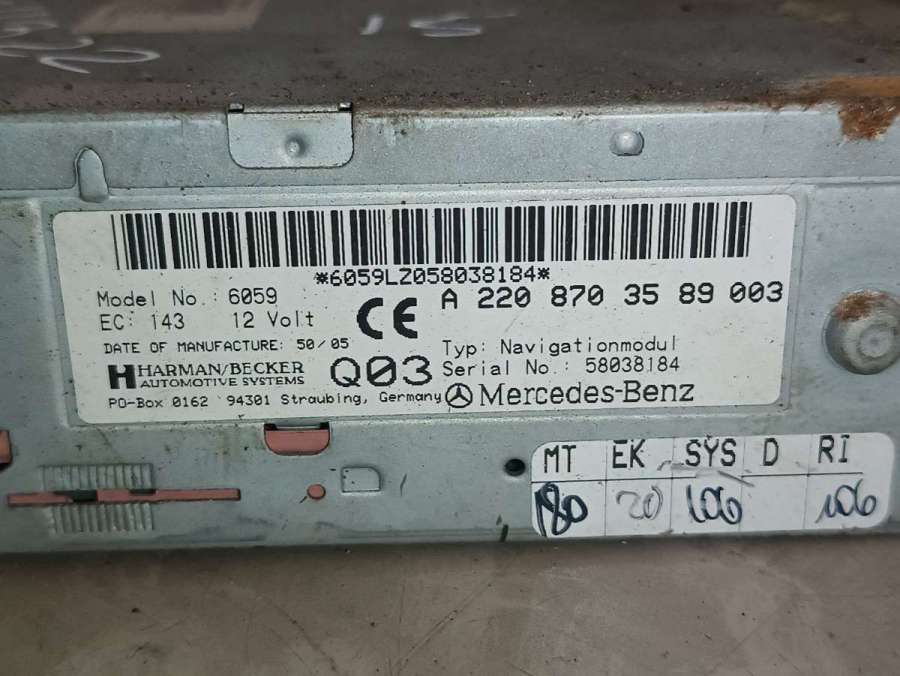 *6059LZ058038184*
Model No.: 6059
A 220 870 35 89 003
EC: 143 12 Volt
CE
DATE OF MANUFACTURE: 50/05
Typ: Navigationmodul
HARMAN/BECKER
AUTOMOTIVE SYSTEMS
Q03
Serial No.: 58038184
PO-Box 0162 94301 Straubing, Germany
Mercedes-Benz
MT EK SYS D RI
180 20 106 106